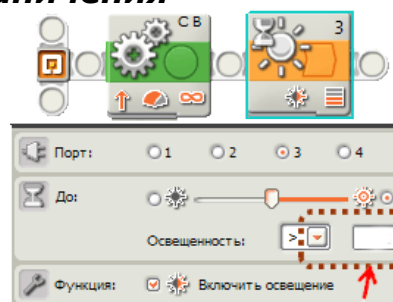 C B
3
Порт: 1 2 3 4
До:
Освещенность: >
Функция: Включить освещение